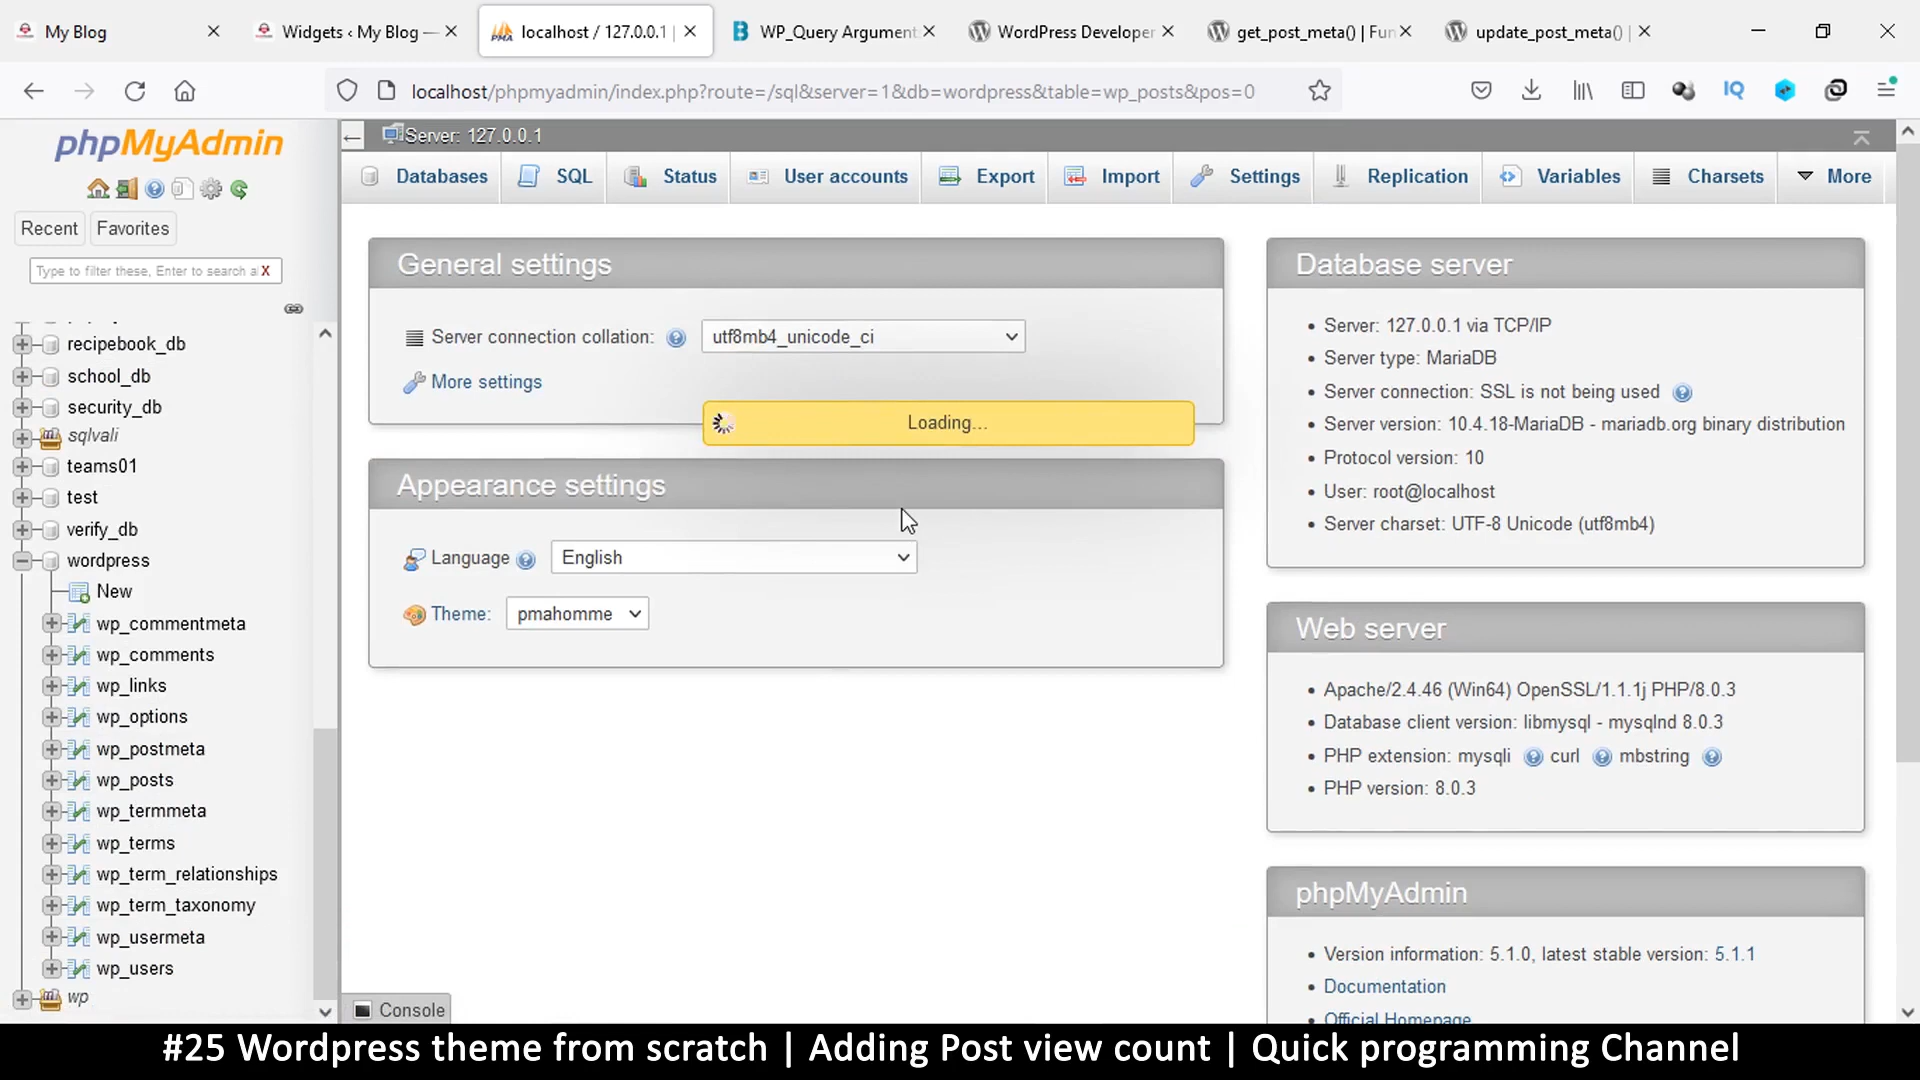 My Blog
Widgets ‹ My Blog —
localhost / 127.0.0.1
WP_Query Argument
WordPress Developer
get_post_meta() | Fun
update_post_meta() |
localhost/phpmyadmin/index.php?route=/sql&server=1&db=wordpress&table=wp_posts&pos=0
IQ
phpMyAdmin
Recent
Favorites
Type to filter these, Enter to search a
X
recipebook_db
school_db
security_db
sqlvali
teams01
test
verify_db
wordpress
New
wp_commentmeta
wp_comments
wp_links
wp_options
wp_postmeta
wp_posts
wp_termmeta
wp_terms
wp_term_relationships
wp_term_taxonomy
wp_usermeta
wp_users
wp
Server: 127.0.0.1
Databases
SQL
Status
User accounts
Export
Import
Settings
Replication
Variables
Charsets
More
General settings
Server connection collation:
utf8mb4_unicode_ci
More settings
Loading...
Appearance settings
Language
English
Theme:
pmahomme
Database server
Server: 127.0.0.1 via TCP/IP
Server type: MariaDB
Server connection: SSL is not being used
Server version: 10.4.18-MariaDB - mariadb.org binary distribution
Protocol version: 10
User: root@localhost
Server charset: UTF-8 Unicode (utf8mb4)
Web server
Apache/2.4.46 (Win64) OpenSSL/1.1.1j PHP/8.0.3
Database client version: libmysql - mysqlnd 8.0.3
PHP extension: mysqli curl mbstring
PHP version: 8.0.3
phpMyAdmin
Version information: 5.1.0, latest stable version: 5.1.1
Documentation
Official Homepage
Console
#25 Wordpress theme from scratch | Adding Post view count | Quick programming Channel